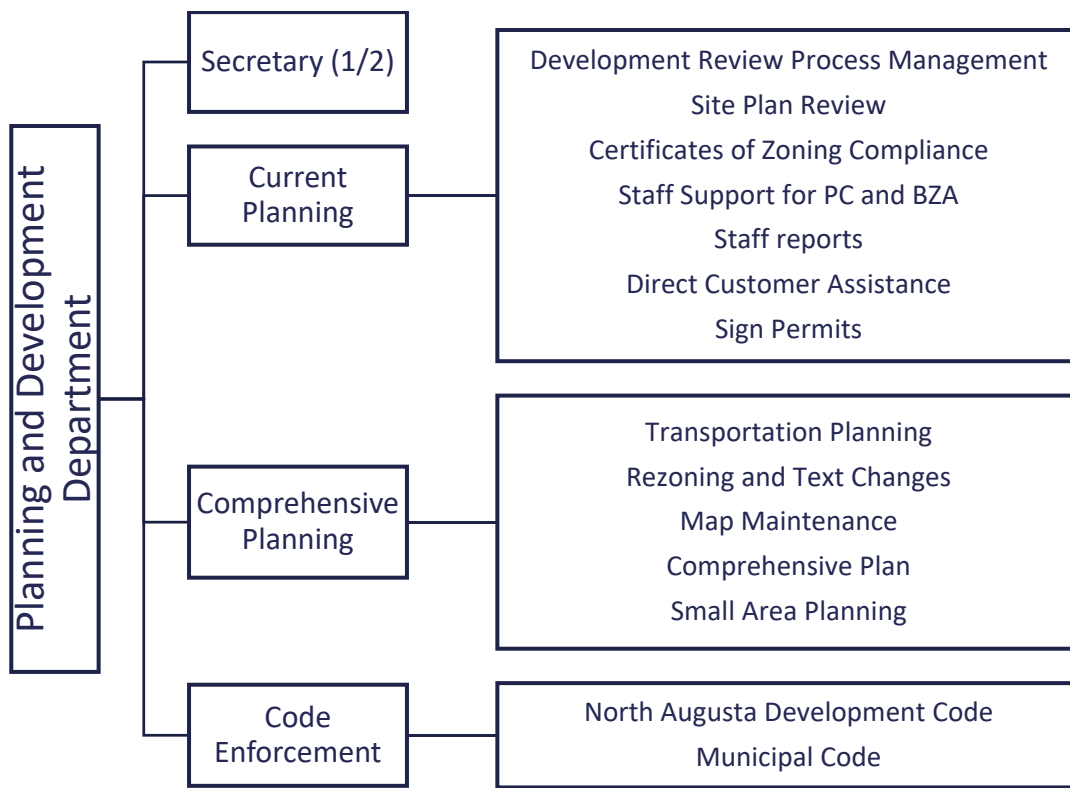 Planning and Development
Department
Secretary (1/2)
Current
Planning
Development Review Process Management
Site Plan Review
Certificates of Zoning Compliance
Staff Support for PC and BZA
Staff reports
Direct Customer Assistance
Sign Permits
Comprehensive
Planning
Transportation Planning
Rezoning and Text Changes
Map Maintenance
Comprehensive Plan
Small Area Planning
Code
Enforcement
North Augusta Development Code
Municipal Code